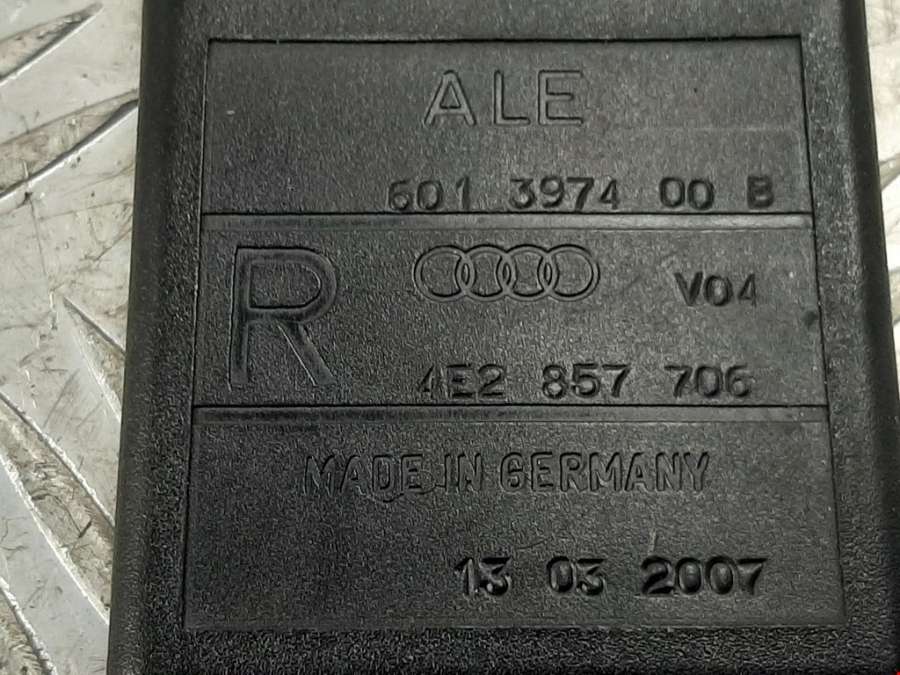 ALE
601 3974 00 B
R V04
4E2 857 706
MADE IN GERMANY
13 03 2007